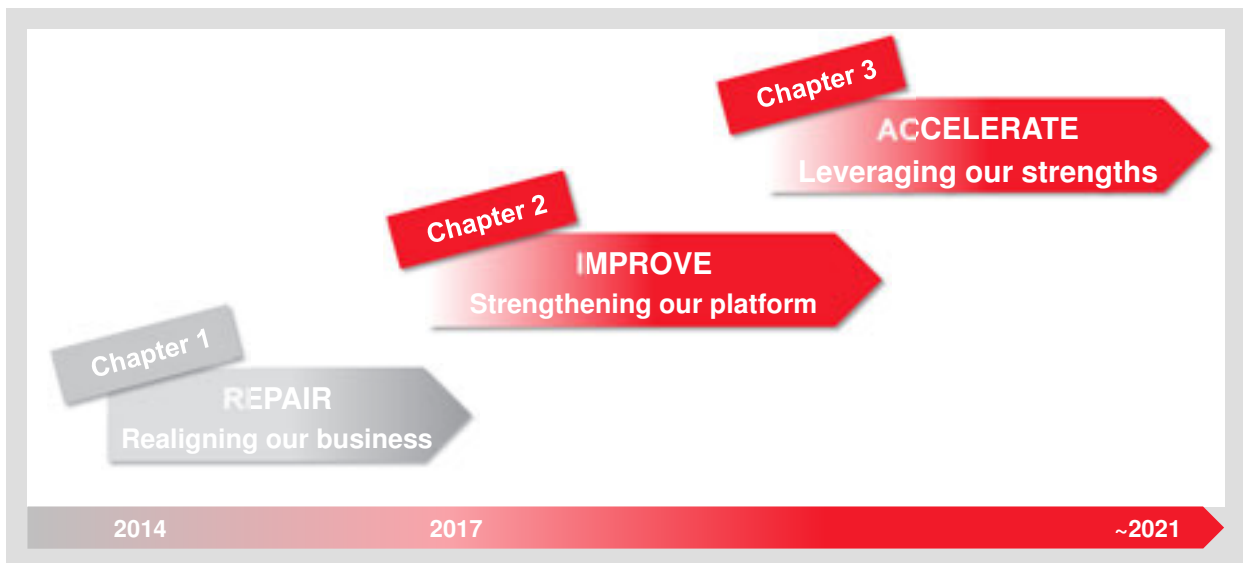 Chapter 3
ACCELERATE
Leveraging our strengths
Chapter 2
IMPROVE
Strengthening our platform
Chapter 1
REPAIR
Realigning our business
2014 2017 ~2021